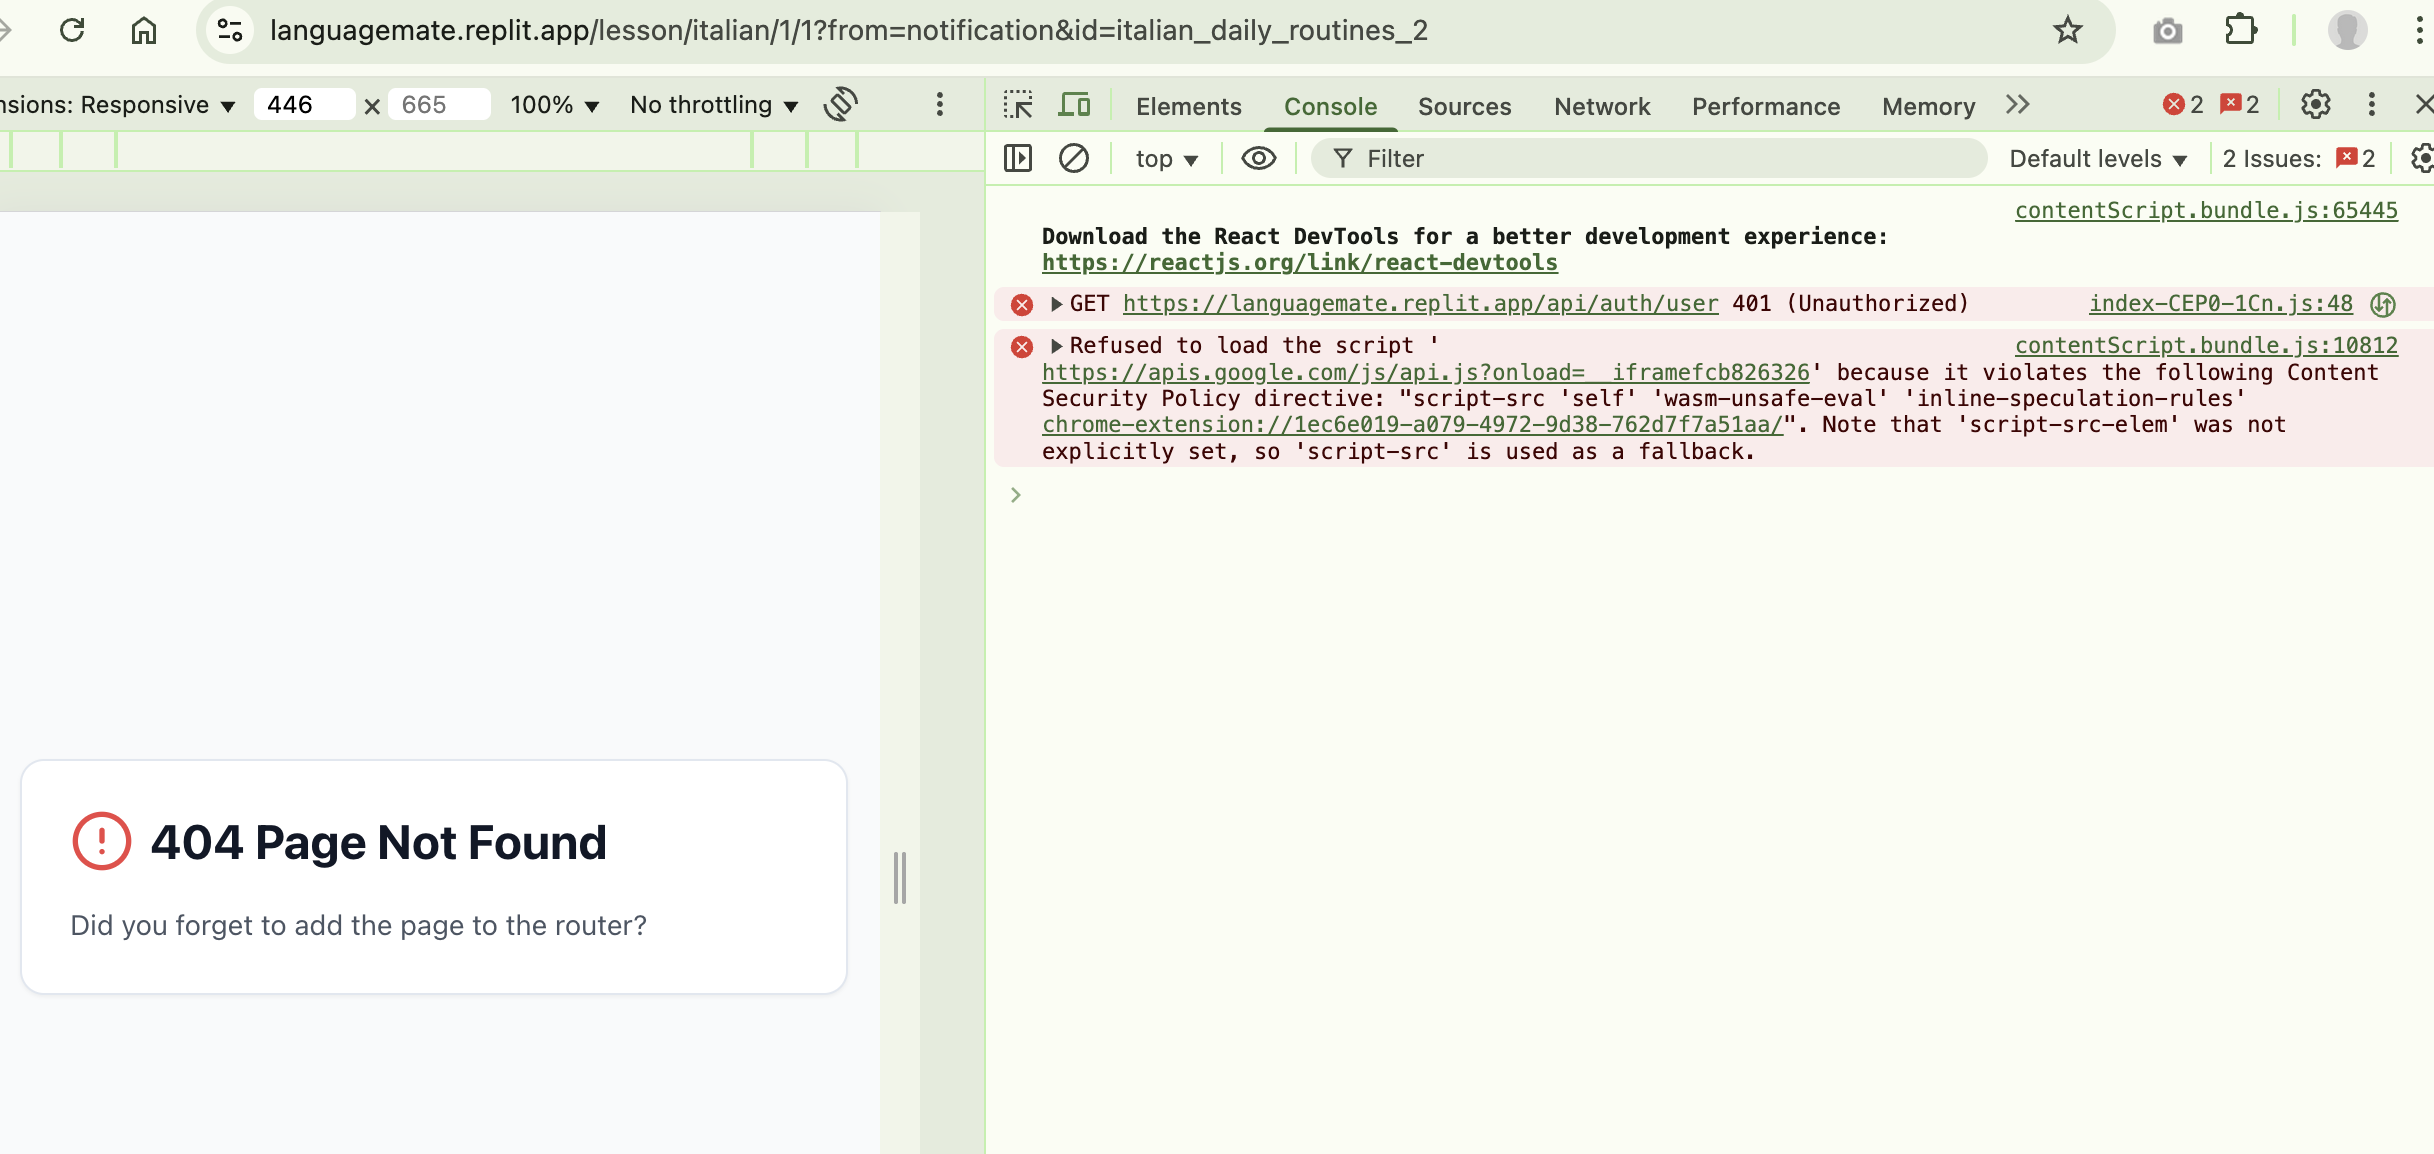 languagemate.replit.app/lesson/italian/1/1?from=notification&id=italian_daily_routines_2
nsions: Responsive 446 x 665 100% No throttling
Elements Console Sources Network Performance Memory 2 2
top Filter Default levels 2 Issues: 2
contentScript.bundle.js:65445
Download the React DevTools for a better development experience:
https://reactjs.org/link/react-devtools
GET https://languagemate.replit.app/api/auth/user 401 (Unauthorized) index-CEP0-1Cn.js:48
Refused to load the script ' contentScript.bundle.js:10812
https://apis.google.com/js/api.js?onload=__iframefcb826326' because it violates the following Content
Security Policy directive: "script-src 'self' 'wasm-unsafe-eval' 'inline-speculation-rules'
chrome-extension://1ec6e019-a079-4972-9d38-762d7f7a51aa/". Note that 'script-src-elem' was not
explicitly set, so 'script-src' is used as a fallback.
404 Page Not Found
Did you forget to add the page to the router?